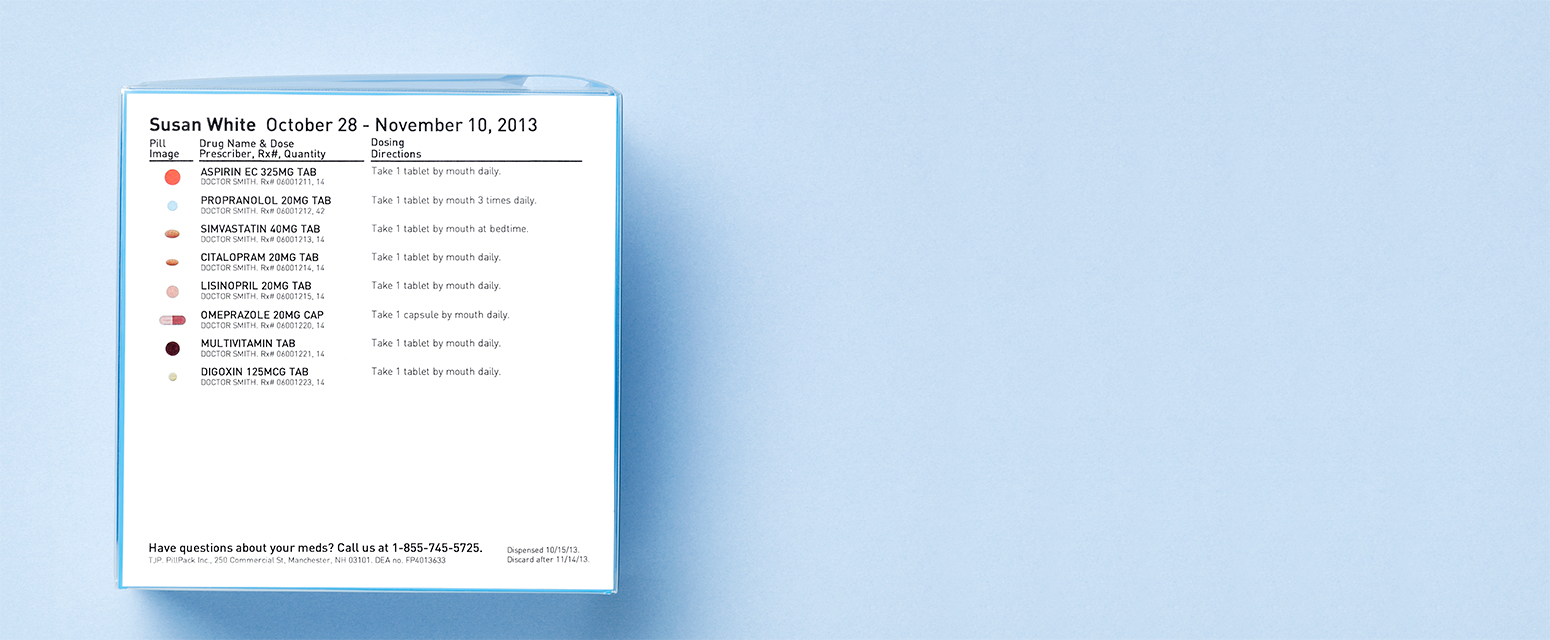 Susan White October 28 - November 10, 2013
Pill Image
Drug Name & Dose
Prescriber, Rx#, Quantity
Dosing
Directions
ASPIRIN EC 325MG TAB
DOCTOR SMITH. Rx# 06001211, 14
Take 1 tablet by mouth daily.
PROPRANOLOL 20MG TAB
DOCTOR SMITH. Rx# 06001212, 42
Take 1 tablet by mouth 3 times daily.
SIMVASTATIN 40MG TAB
DOCTOR SMITH. Rx# 06001213, 14
Take 1 tablet by mouth at bedtime.
CITALOPRAM 20MG TAB
DOCTOR SMITH. Rx# 06001214, 14
Take 1 tablet by mouth daily.
LISINOPRIL 20MG TAB
DOCTOR SMITH. Rx# 06001215, 14
Take 1 tablet by mouth daily.
OMEPRAZOLE 20MG CAP
DOCTOR SMITH. Rx# 06001220, 14
Take 1 capsule by mouth daily.
MULTIVITAMIN TAB
DOCTOR SMITH. Rx# 06001221, 14
Take 1 tablet by mouth daily.
DIGOXIN 125MCG TAB
DOCTOR SMITH. Rx# 06001223, 14
Take 1 tablet by mouth daily.
Have questions about your meds? Call us at 1-855-745-5725.
TJP. PillPack Inc., 250 Commercial St, Manchester, NH 03101. DEA no. FP4013633
Dispensed 10/15/13.
Discard after 11/14/13.